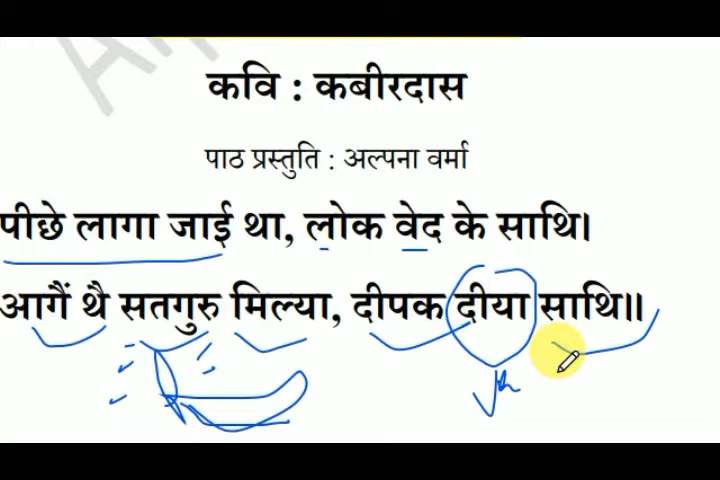 कवि : कबीरदास
पाठ प्रस्तुति : अल्पना वर्मा
पीछे लागा जाई था, लोक वेद के साथि।
आगैं थै सतगुरु मिल्या, दीपक दीया साथि॥